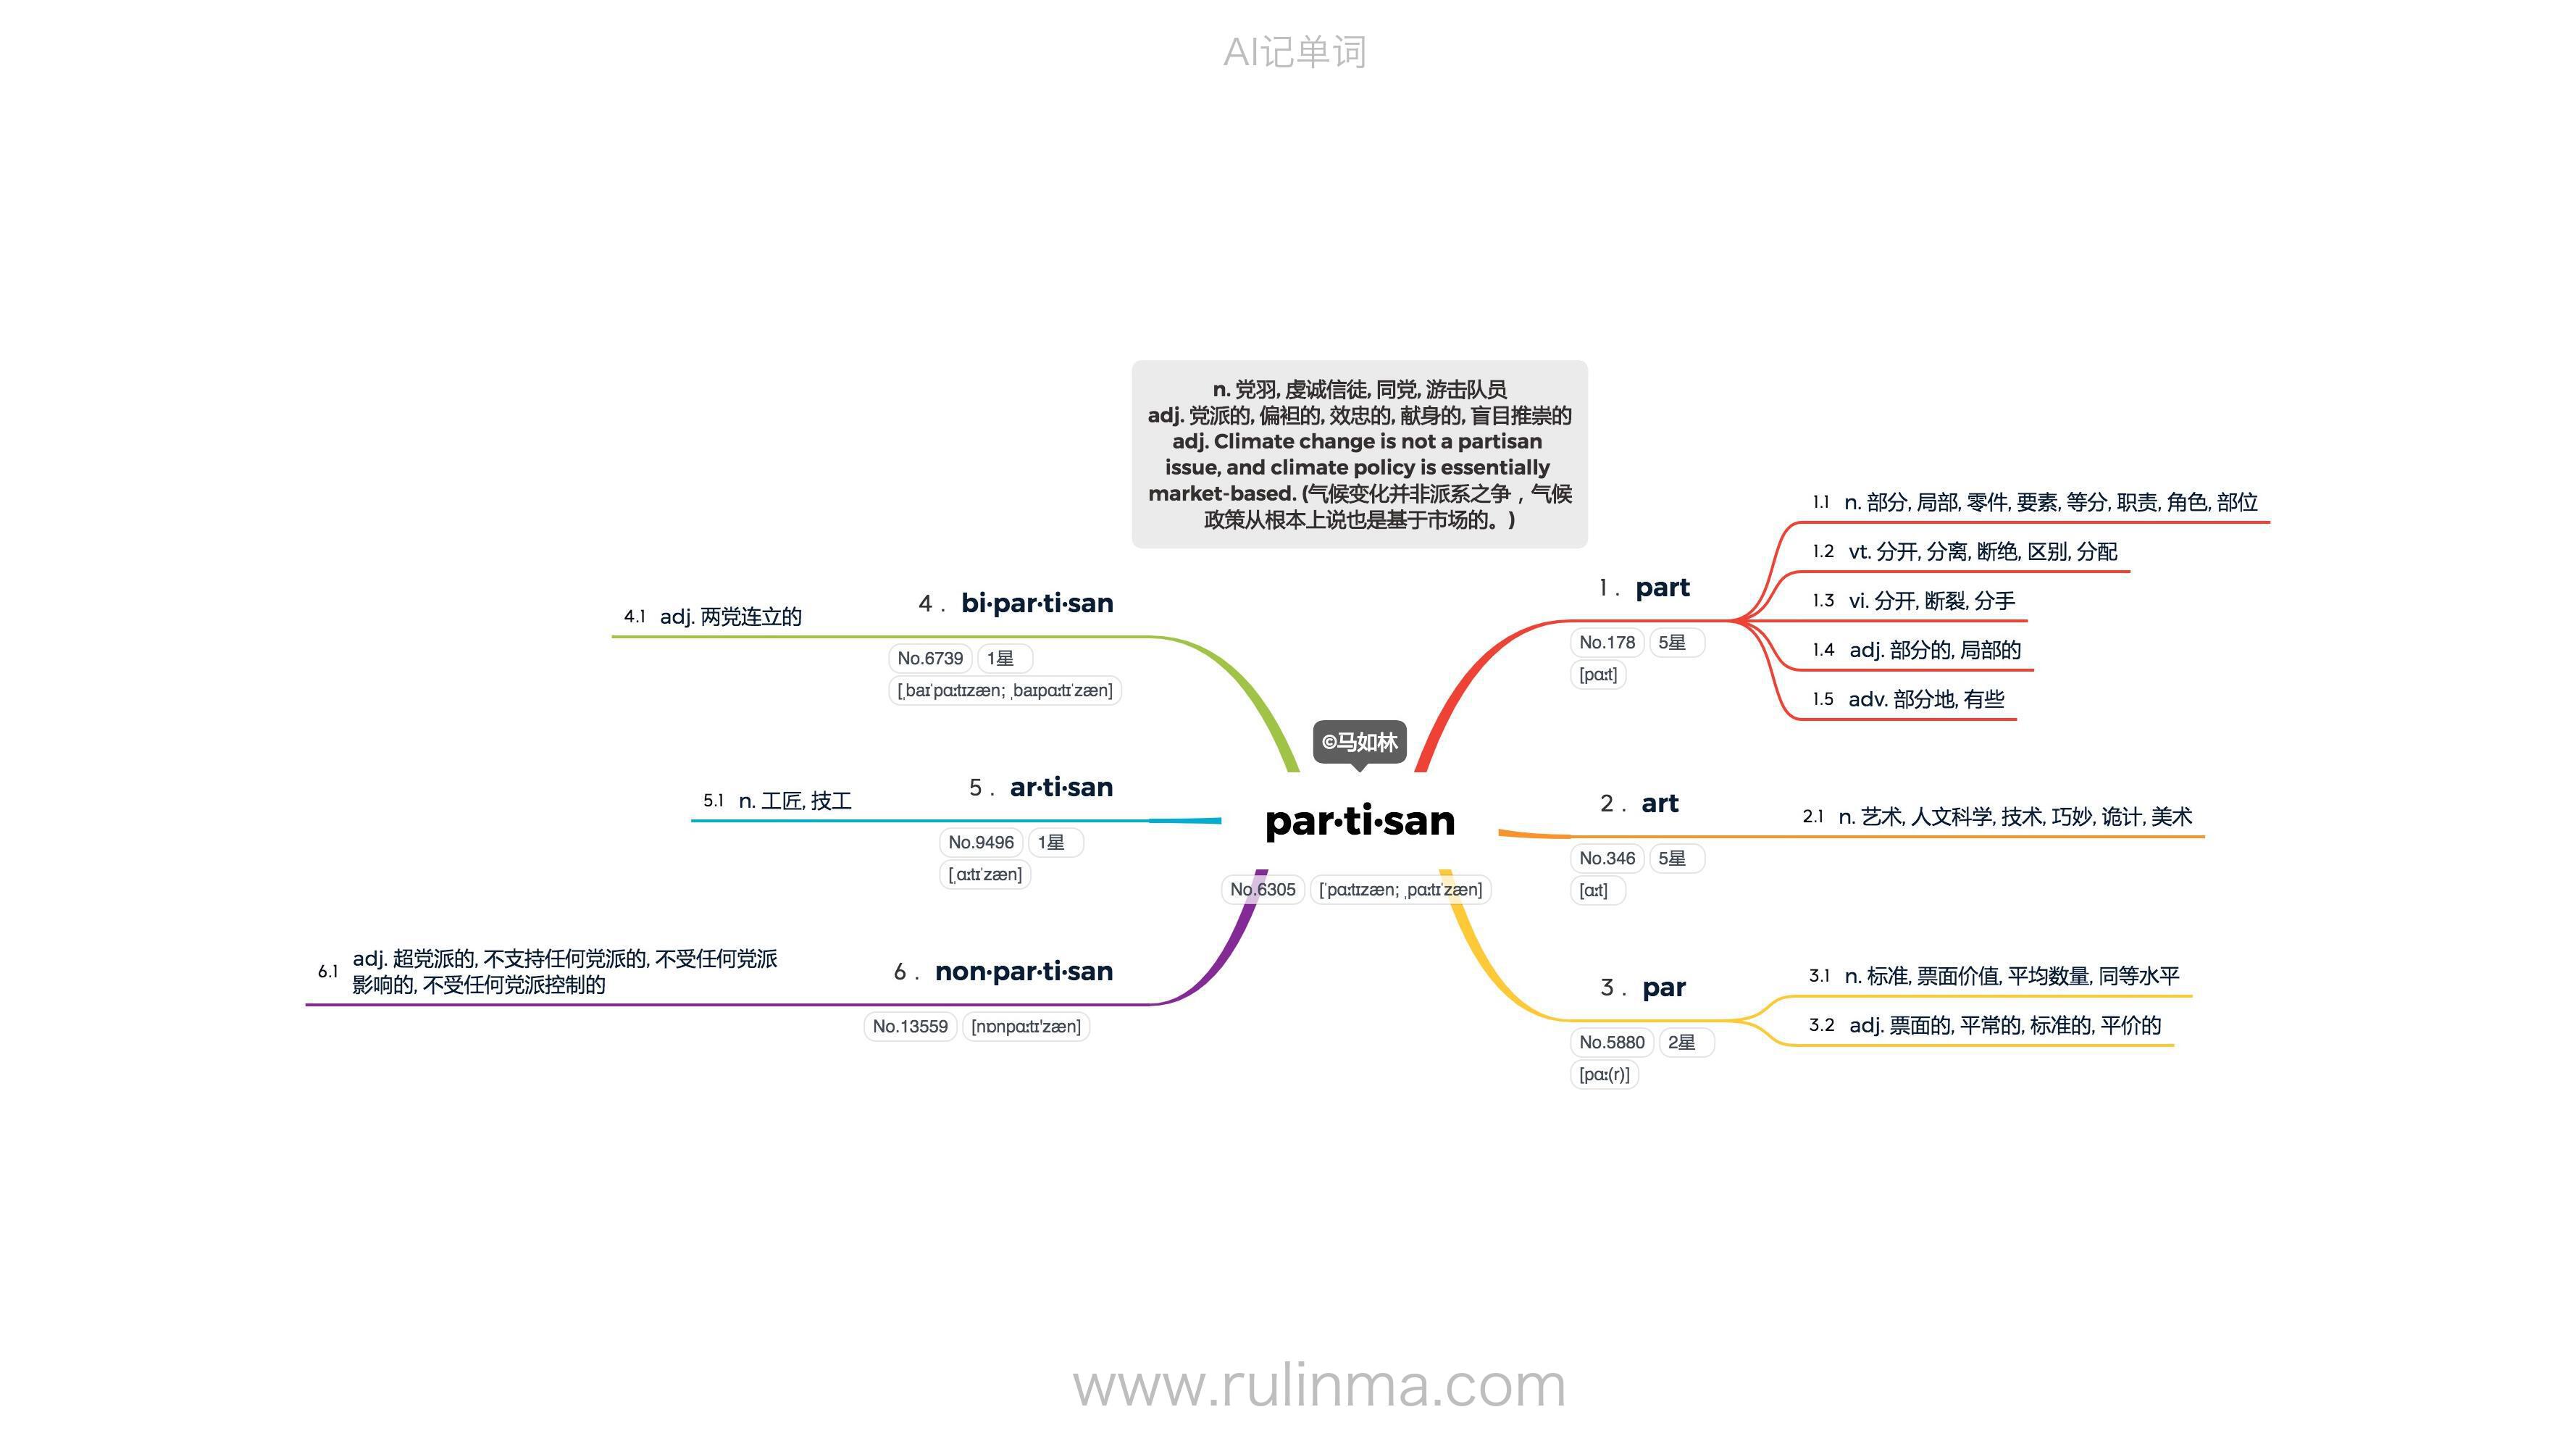 AI记单词
n. 党羽, 虔诚信徒, 同党, 游击队员
adj. 党派的, 偏袒的, 效忠的, 献身的, 盲目推崇的
adj. Climate change is not a partisan
issue, and climate policy is essentially
market-based. (气候变化并非派系之争，气候
政策从根本上说也是基于市场的。)
©马如林
par·ti·san
No.6305 [ˈpɑːtɪzæn; ˌpɑːtɪˈzæn]
1. part
No.178 5星
[pɑːt]
1.1 n. 部分, 局部, 零件, 要素, 等分, 职责, 角色, 部位
1.2 vt. 分开, 分离, 断绝, 区别, 分配
1.3 vi. 分开, 断裂, 分手
1.4 adj. 部分的, 局部的
1.5 adv. 部分地, 有些
2. art
No.346 5星
[ɑːt]
2.1 n. 艺术, 人文科学, 技术, 巧妙, 诡计, 美术
3. par
No.5880 2星
[pɑː(r)]
3.1 n. 标准, 票面价值, 平均数量, 同等水平
3.2 adj. 票面的, 平常的, 标准的, 平价的
4. bi·par·ti·san
No.6739 1星
[ˌbaɪˈpɑːtɪzæn; ˌbaɪpɑːtɪˈzæn]
4.1 adj. 两党连立的
5. ar·ti·san
No.9496 1星
[ˌɑːtɪˈzæn]
5.1 n. 工匠, 技工
6. non·par·ti·san
No.13559 [nɒnpɑːtɪ'zæn]
6.1 adj. 超党派的, 不支持任何党派的, 不受任何党派
影响的, 不受任何党派控制的
www.rulinma.com